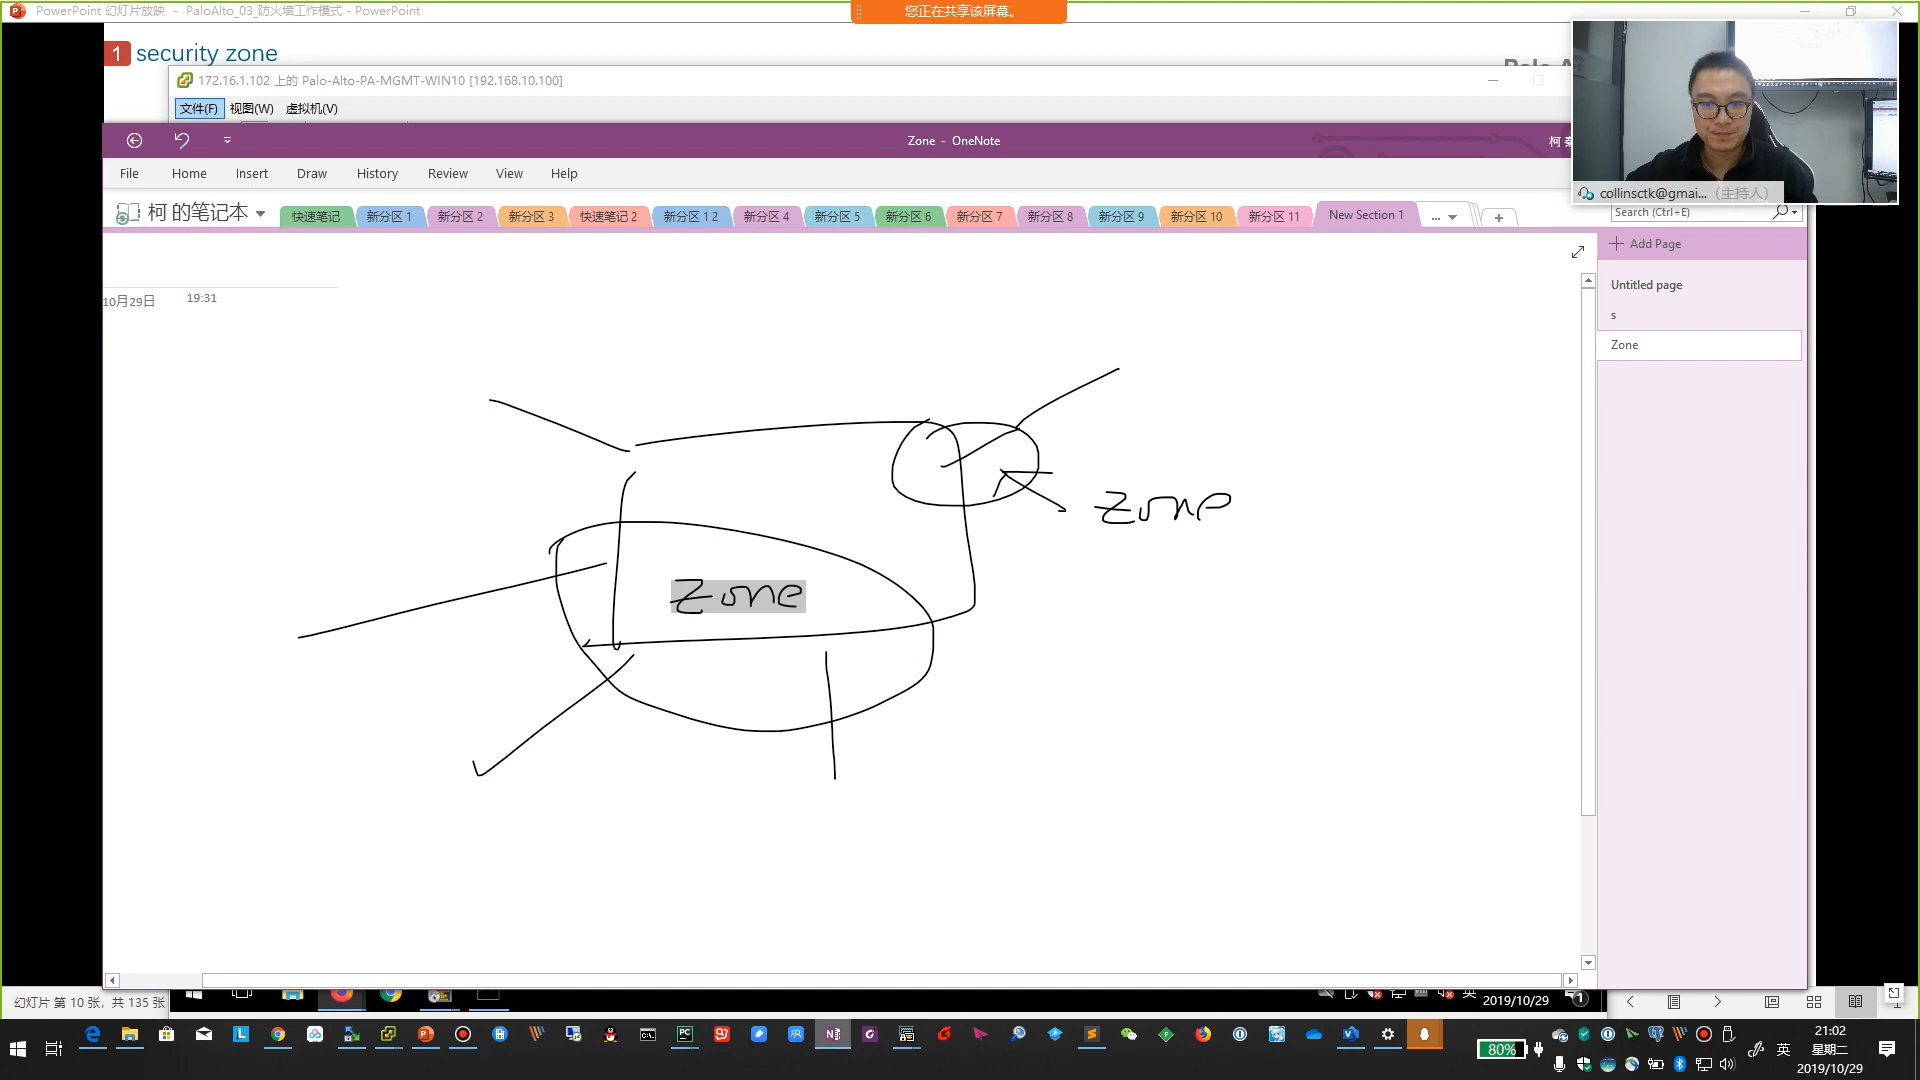 PowerPoint 幻灯片放映 - PaloAlto_03_防火墙工作模式 - PowerPoint
您正在共享该屏幕。
1 security zone
172.16.1.102 上的 Palo-Alto-PA-MGMT-WIN10 [192.168.10.100]
文件(F) 视图(W) 虚拟机(V)
Zone - OneNote
File Home Insert Draw History Review View Help
collinsctk@gmai... (主持人)
柯 的笔记本
快速笔记 新分区 1 新分区 2 新分区 3 快速笔记 2 新分区 1 2 新分区 4 新分区 5 新分区 6 新分区 7 新分区 8 新分区 9 新分区 10 新分区 11 New Section 1 ...
Search (Ctrl+E)
Add Page
Untitled page
s
Zone
10月29日 19:31
Zone
Zone
幻灯片 第 10 张，共 135 张
英
2019/10/29
1
80%
英
21:02
星期二
2019/10/29